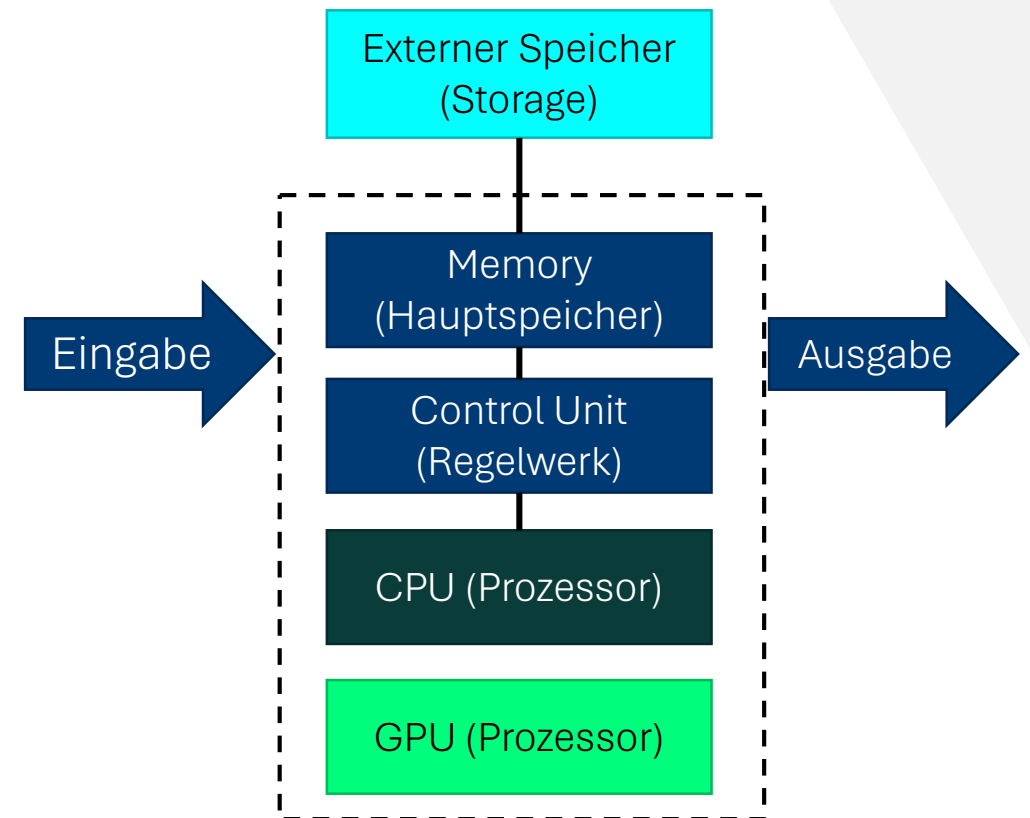 Externer Speicher
(Storage)
Memory
(Hauptspeicher)
Eingabe
Ausgabe
Control Unit
(Regelwerk)
CPU (Prozessor)
GPU (Prozessor)